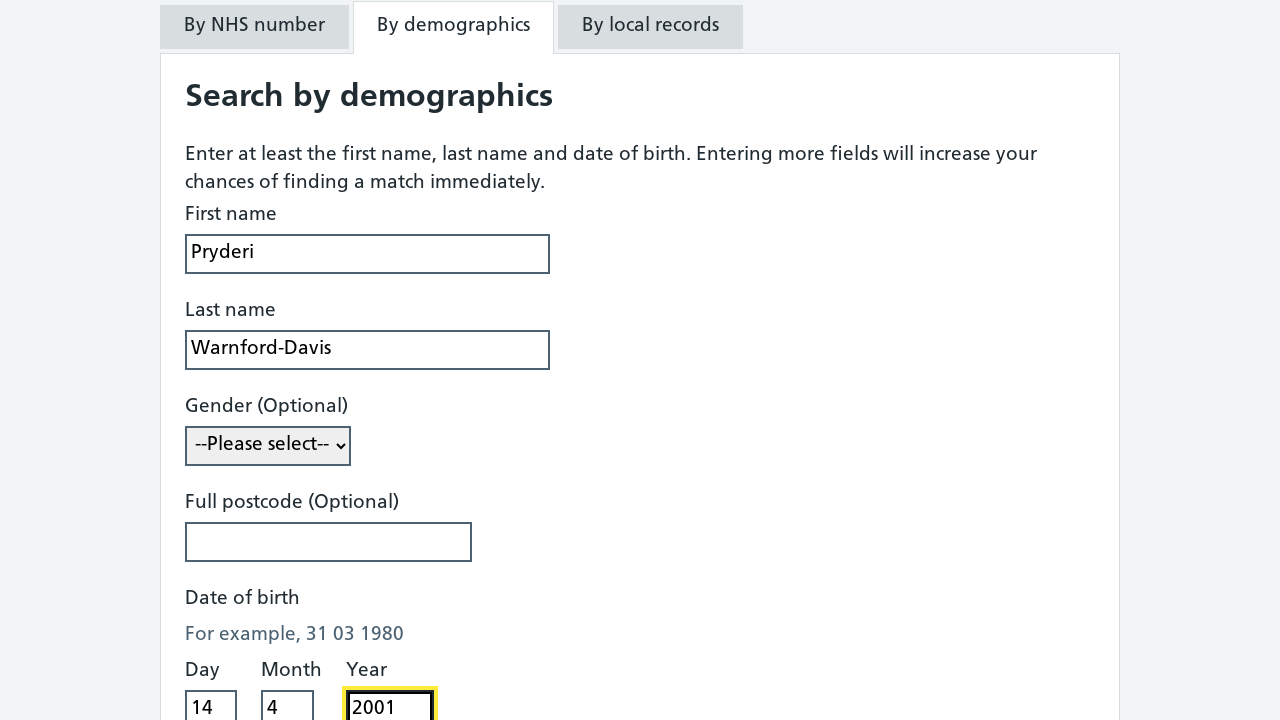 By NHS number By demographics By local records
Search by demographics
Enter at least the first name, last name and date of birth. Entering more fields will increase your
chances of finding a match immediately.
First name
Pryderi
Last name
Warnford-Davis
Gender (Optional)
--Please select--
Full postcode (Optional)
Date of birth
For example, 31 03 1980
Day Month Year
14 4 2001